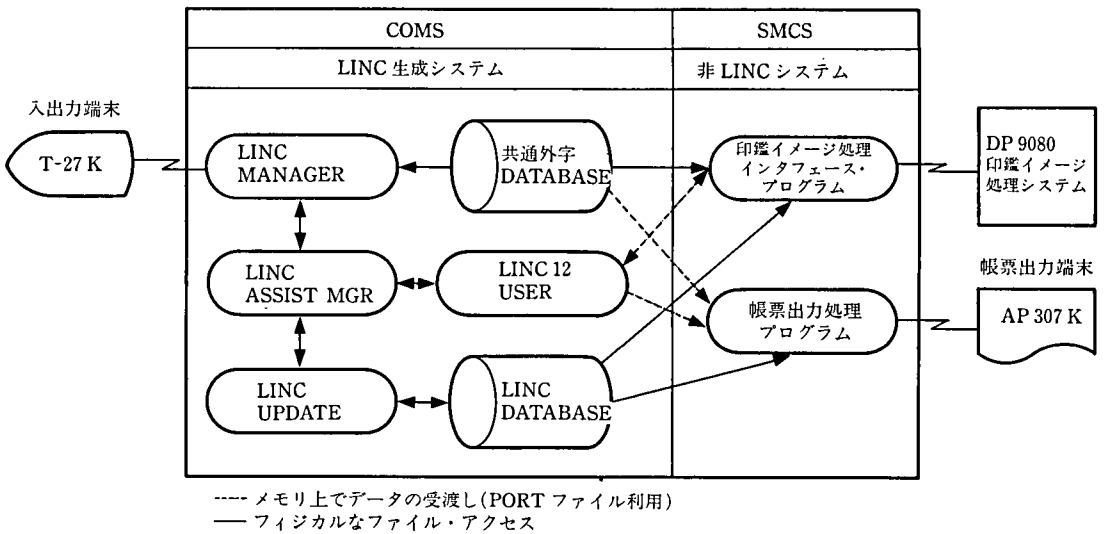 COMS
SMCS
LINC 生成システム
非 LINC システム
入出力端末
T-27 K
LINC
MANAGER
共通外字
DATABASE
印鑑イメージ処理
インタフェース・
プログラム
DP 9080
印鑑イメージ
処理システム
LINC
ASSIST MGR
LINC 12
USER
帳票出力処理
プログラム
帳票出力端末
AP 307 K
LINC
UPDATE
LINC
DATABASE
---- メモリ上でデータの受渡し(PORT ファイル利用)
── フィジカルなファイル・アクセス